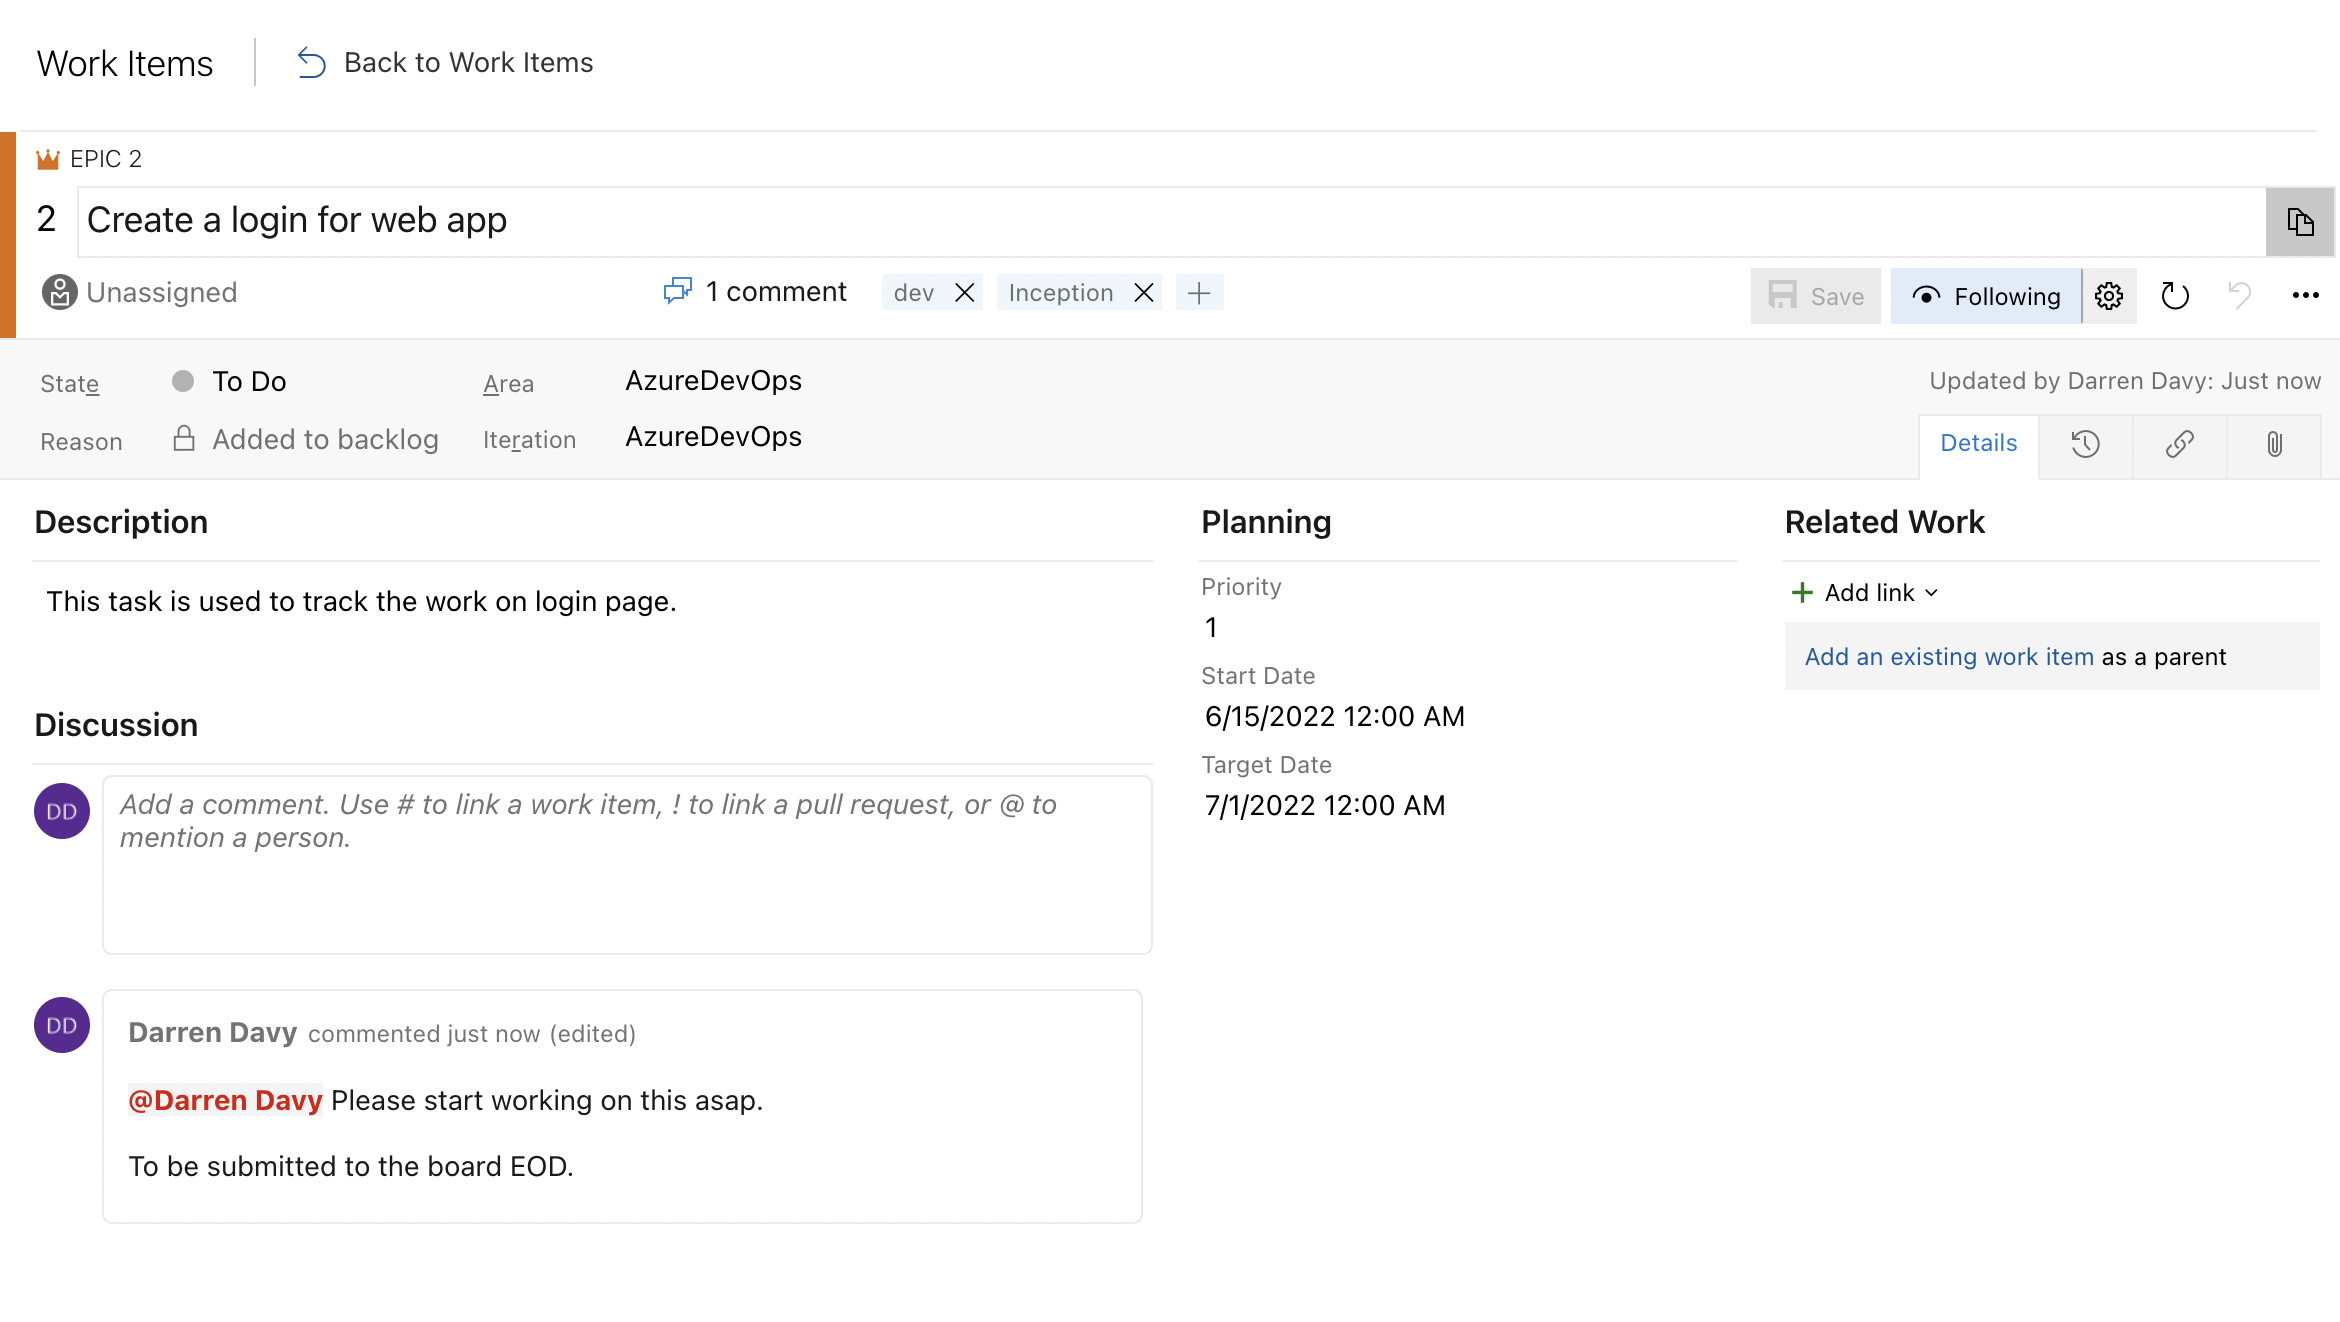 Work Items
Back to Work Items
EPIC 2
2 Create a login for web app
Unassigned
1 comment
dev
Inception
Save
Following
State
To Do
Area
AzureDevOps
Updated by Darren Davy: Just now
Reason
Added to backlog
Iteration
AzureDevOps
Details
Description
This task is used to track the work on login page.
Discussion
DD
Add a comment. Use # to link a work item, ! to link a pull request, or @ to
mention a person.
DD
Darren Davy commented just now (edited)
@Darren Davy Please start working on this asap.
To be submitted to the board EOD.
Planning
Priority
1
Start Date
6/15/2022 12:00 AM
Target Date
7/1/2022 12:00 AM
Related Work
Add link
Add an existing work item as a parent